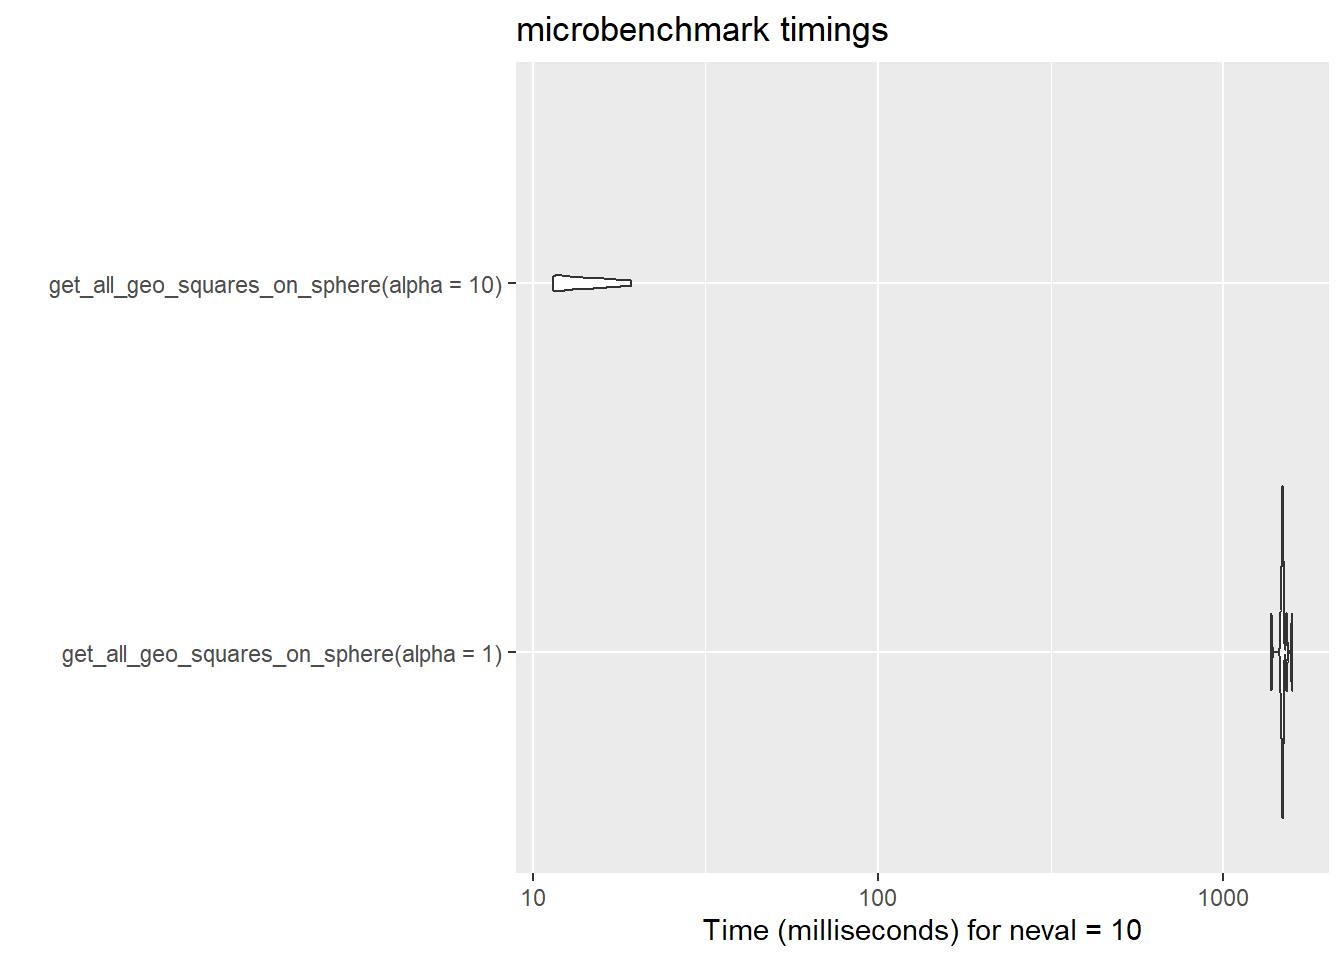 microbenchmark timings
get_all_geo_squares_on_sphere(alpha = 10)
get_all_geo_squares_on_sphere(alpha = 1)
10 100 1000
Time (milliseconds) for neval = 10